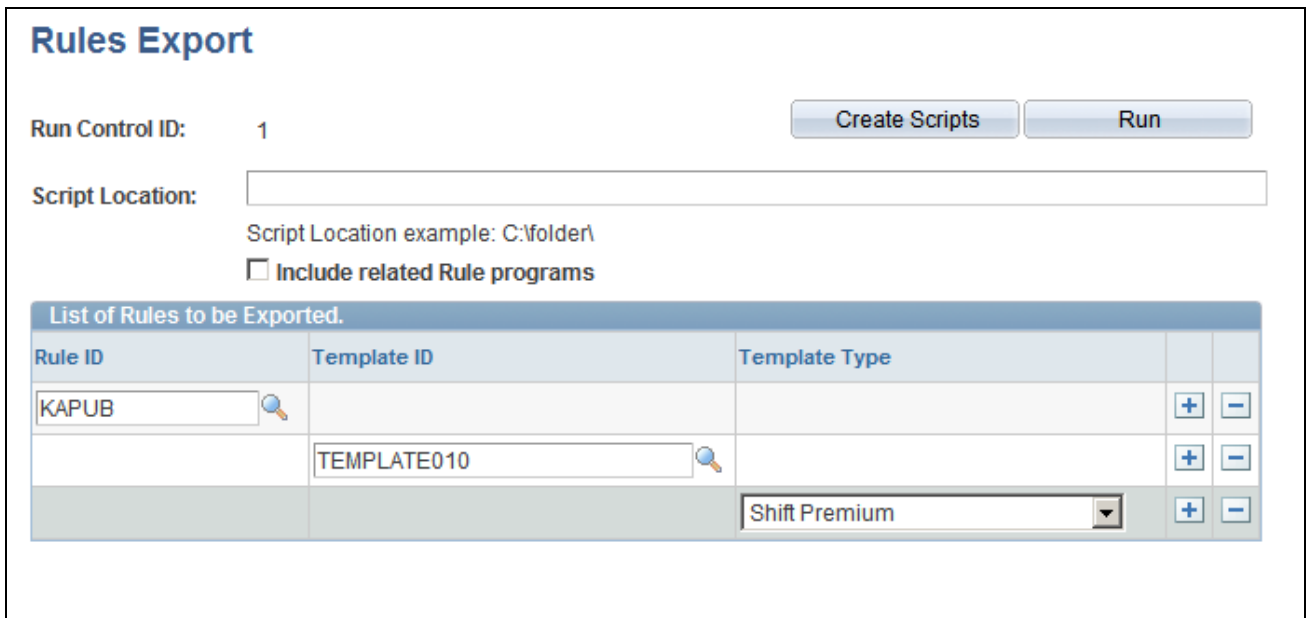 Rules Export
Run Control ID: 1 Create Scripts Run
Script Location:
Script Location example: C:\folder\
Include related Rule programs
List of Rules to be Exported.
Rule ID Template ID Template Type
KAPUB
TEMPLATE010
Shift Premium